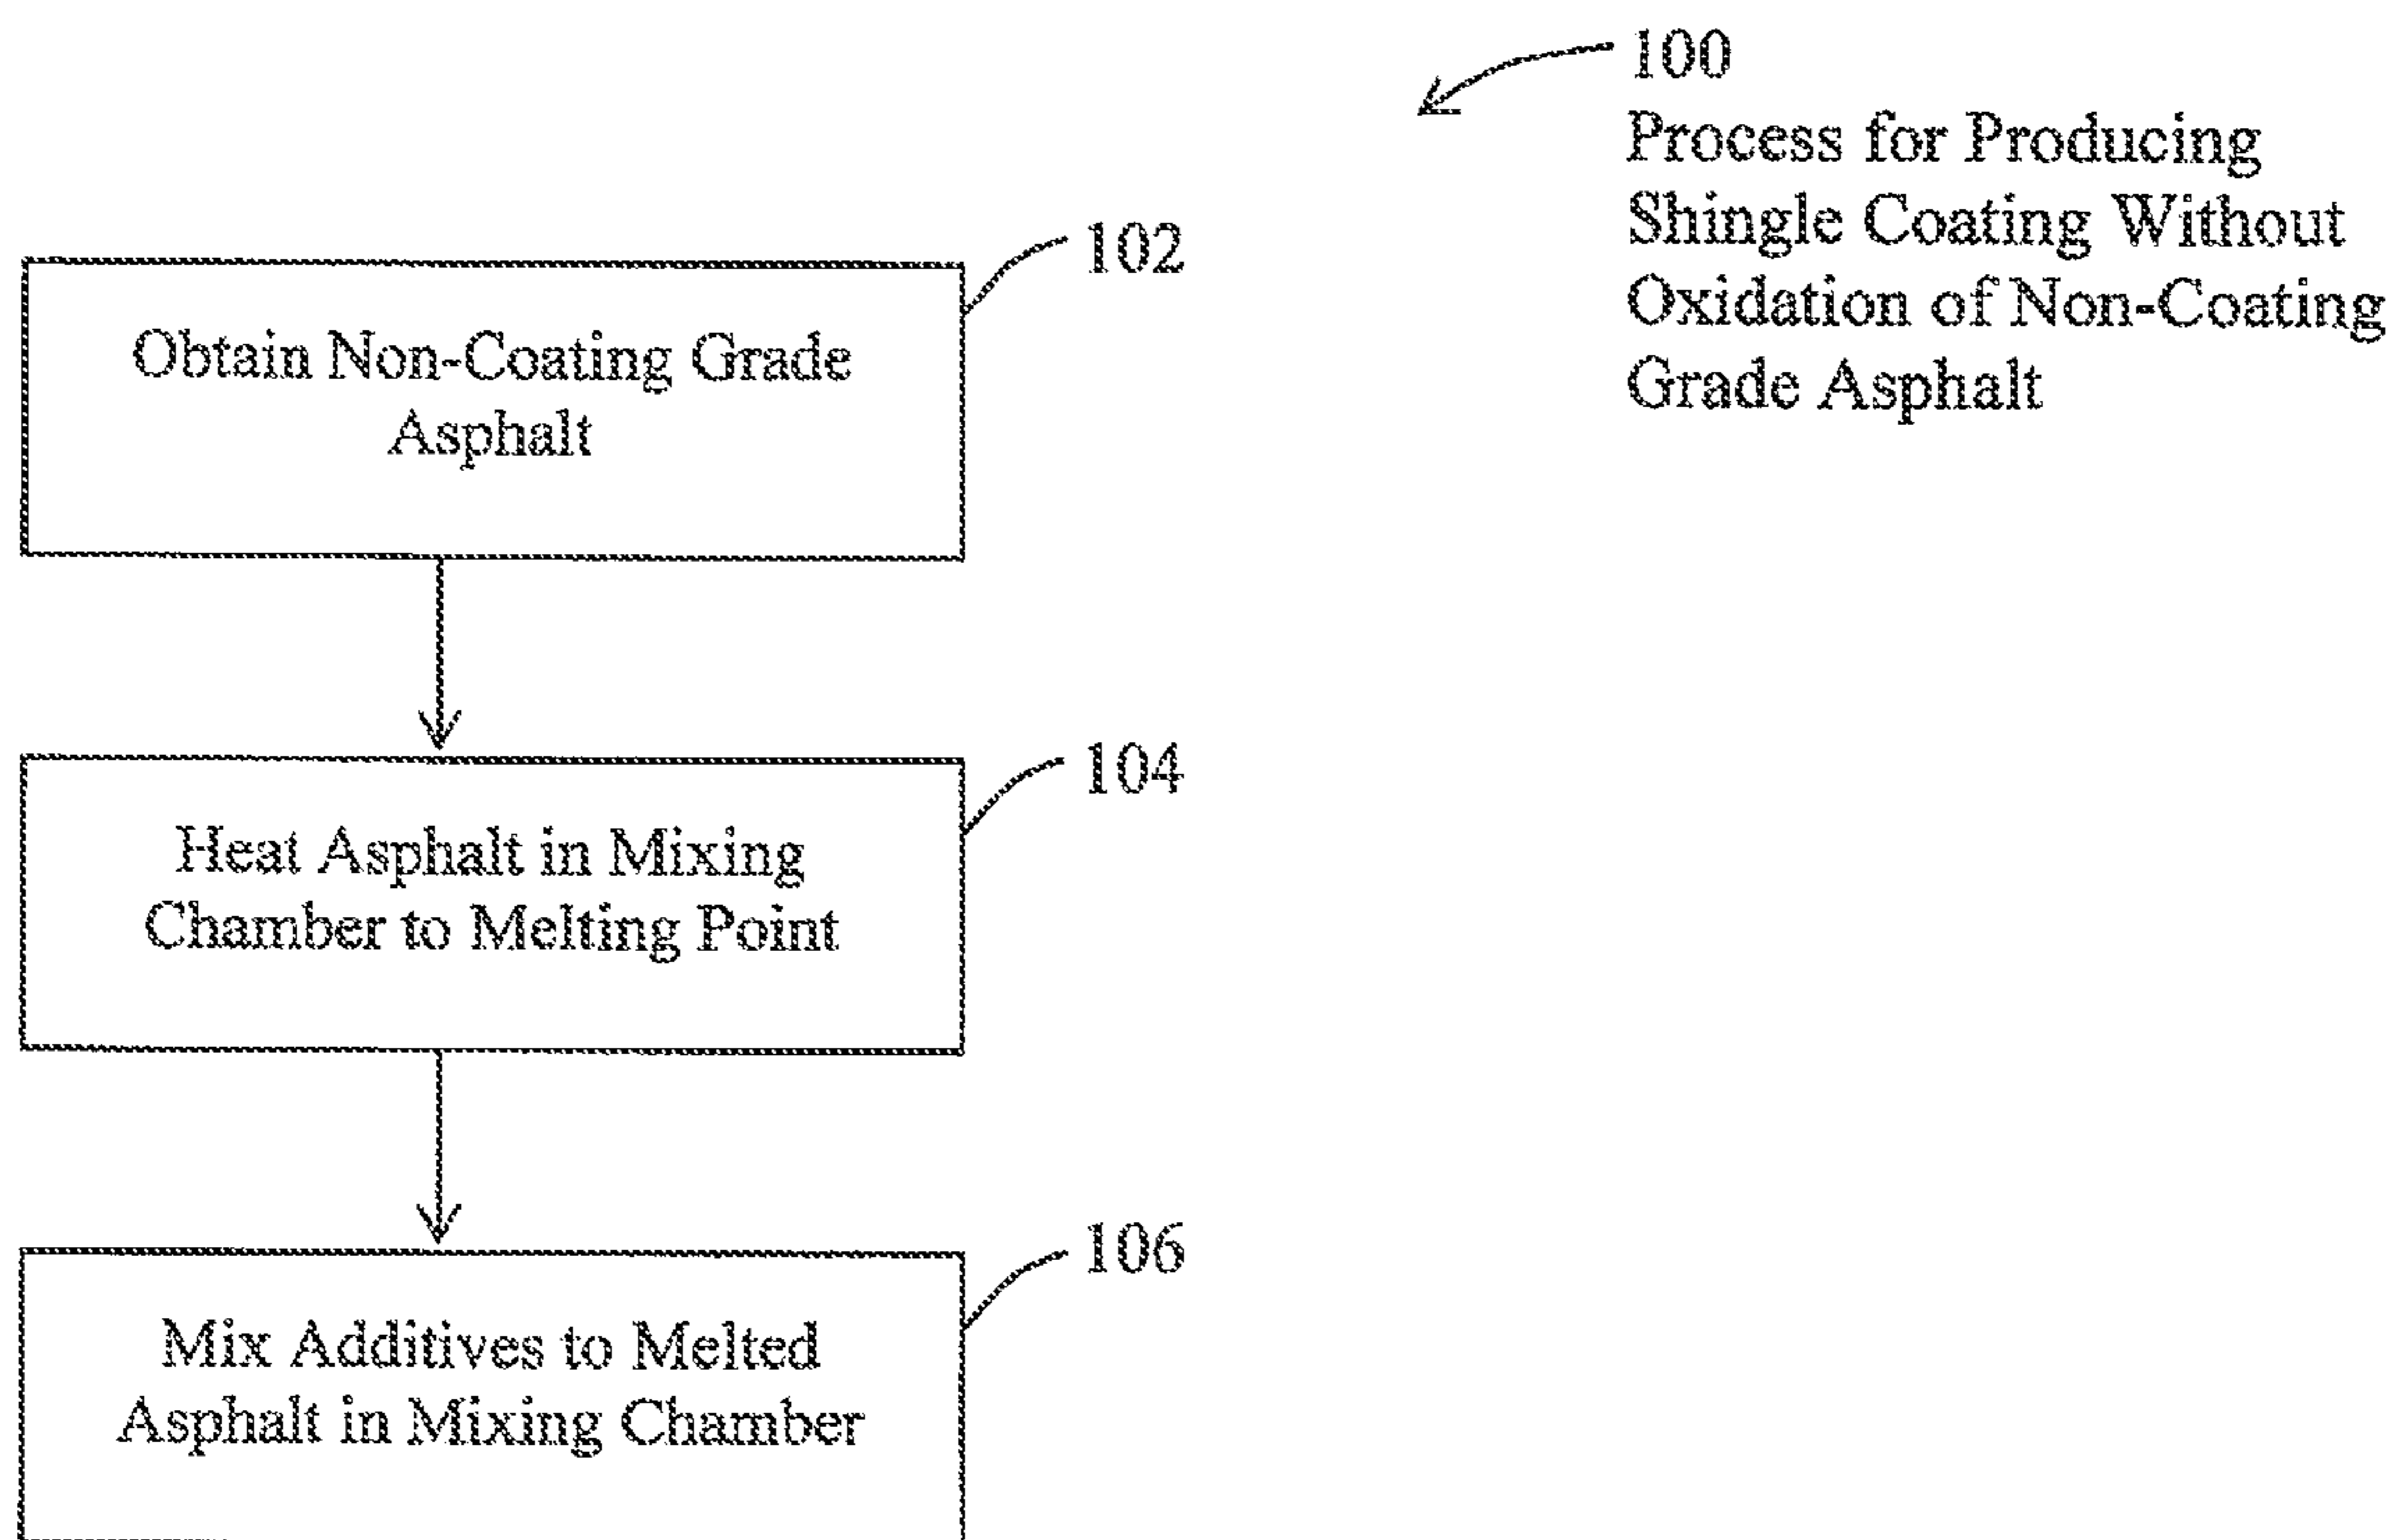 100
Process for Producing
Shingle Coating Without
Oxidation of Non-Coating
Grade Asphalt
102
Obtain Non-Coating Grade
Asphalt
104
Heat Asphalt in Mixing
Chamber to Melting Point
106
Mix Additives to Melted
Asphalt in Mixing Chamber